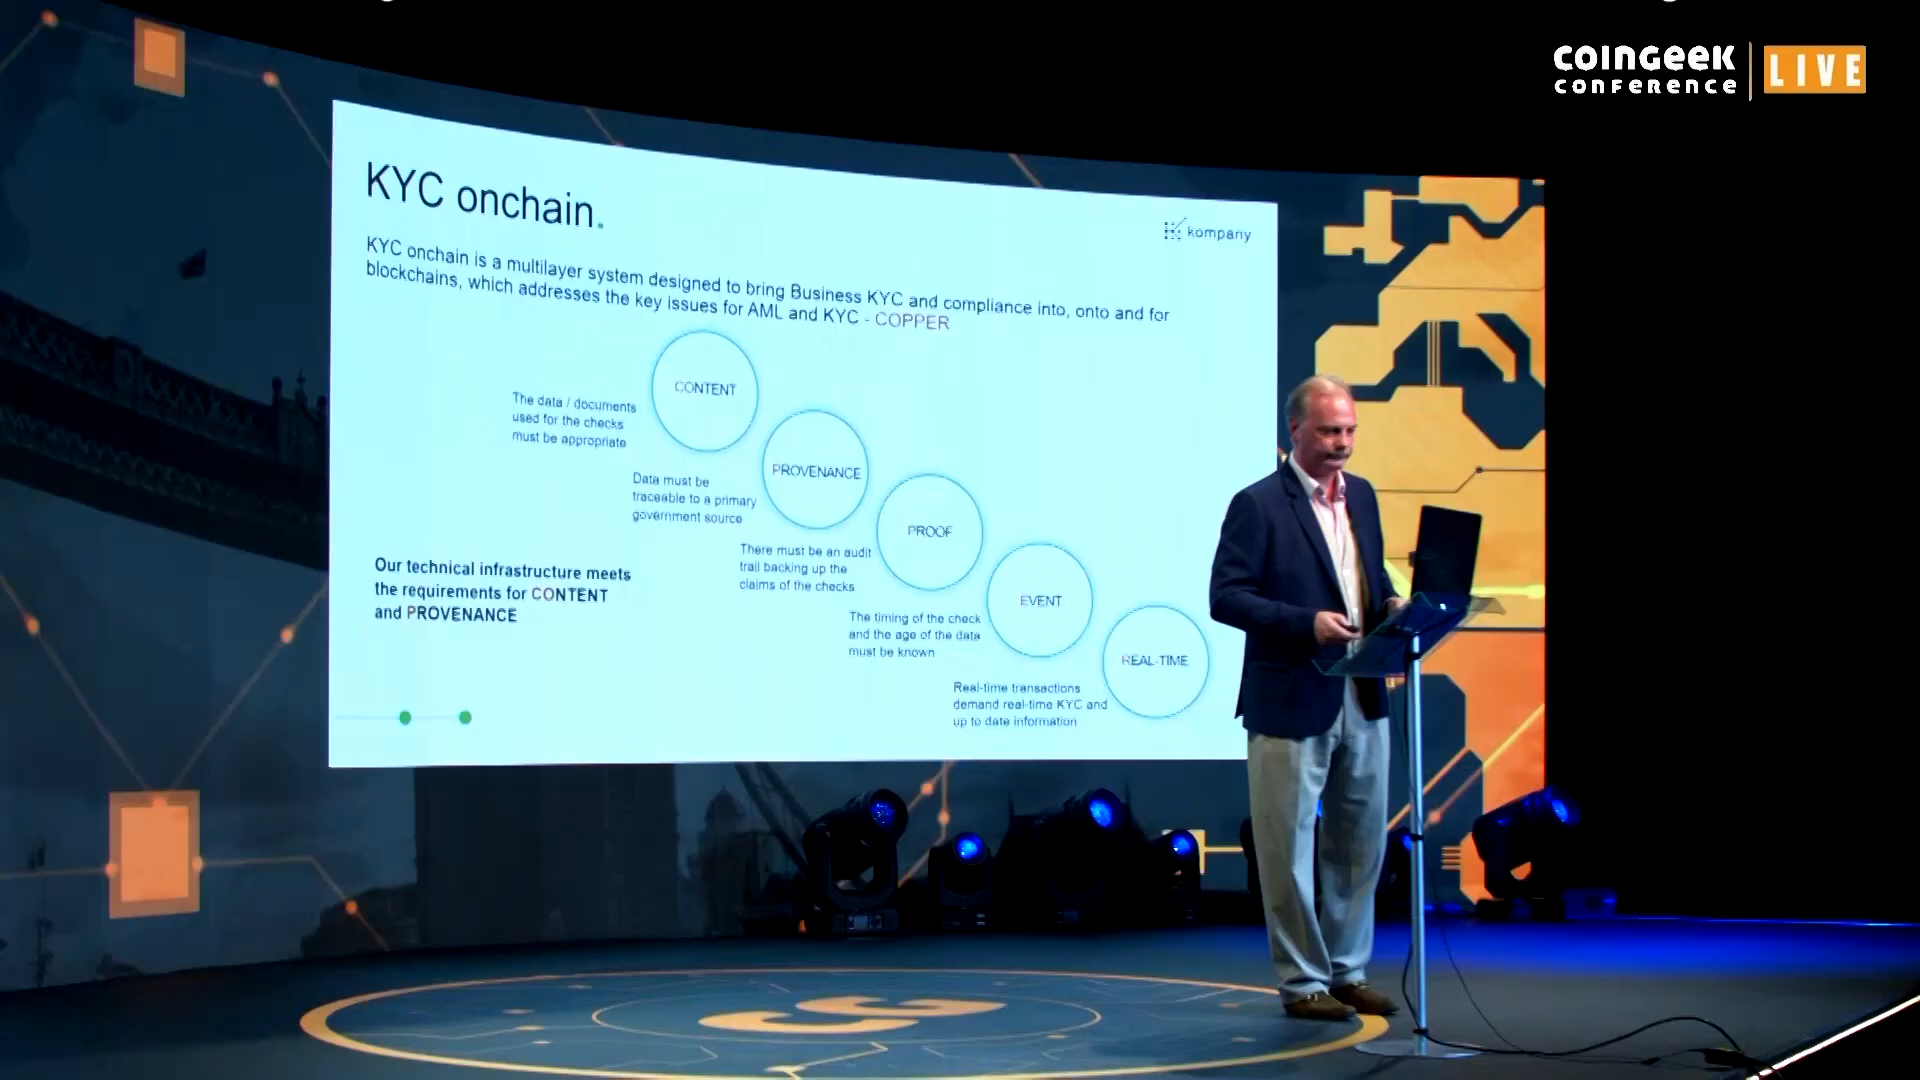 COINGEEK
CONFERENCE
LIVE
KYC onchain.
kompany
KYC onchain is a multilayer system designed to bring Business KYC and compliance into, onto and for
blockchains, which addresses the key issues for AML and KYC - COPPER
CONTENT
The data / documents
used for the checks
must be appropriate
PROVENANCE
Data must be
traceable to a primary
government source
PROOF
There must be an audit
trail backing up the
claims of the checks
EVENT
The timing of the check
and the age of the data
must be known
REAL-TIME
Real-time transactions
demand real-time KYC and
up to date information
Our technical infrastructure meets
the requirements for CONTENT
and PROVENANCE